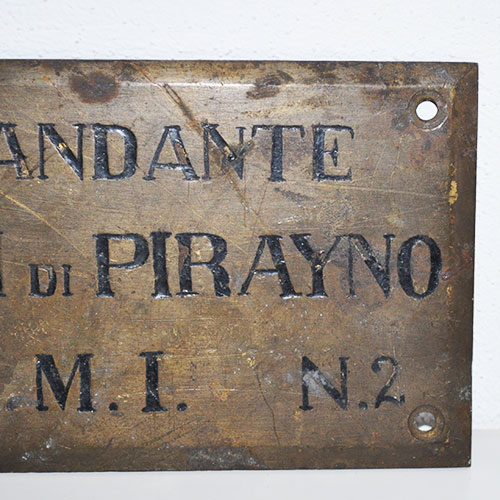 ANDANTE
DI PIRAYNO
.M.I. N.2